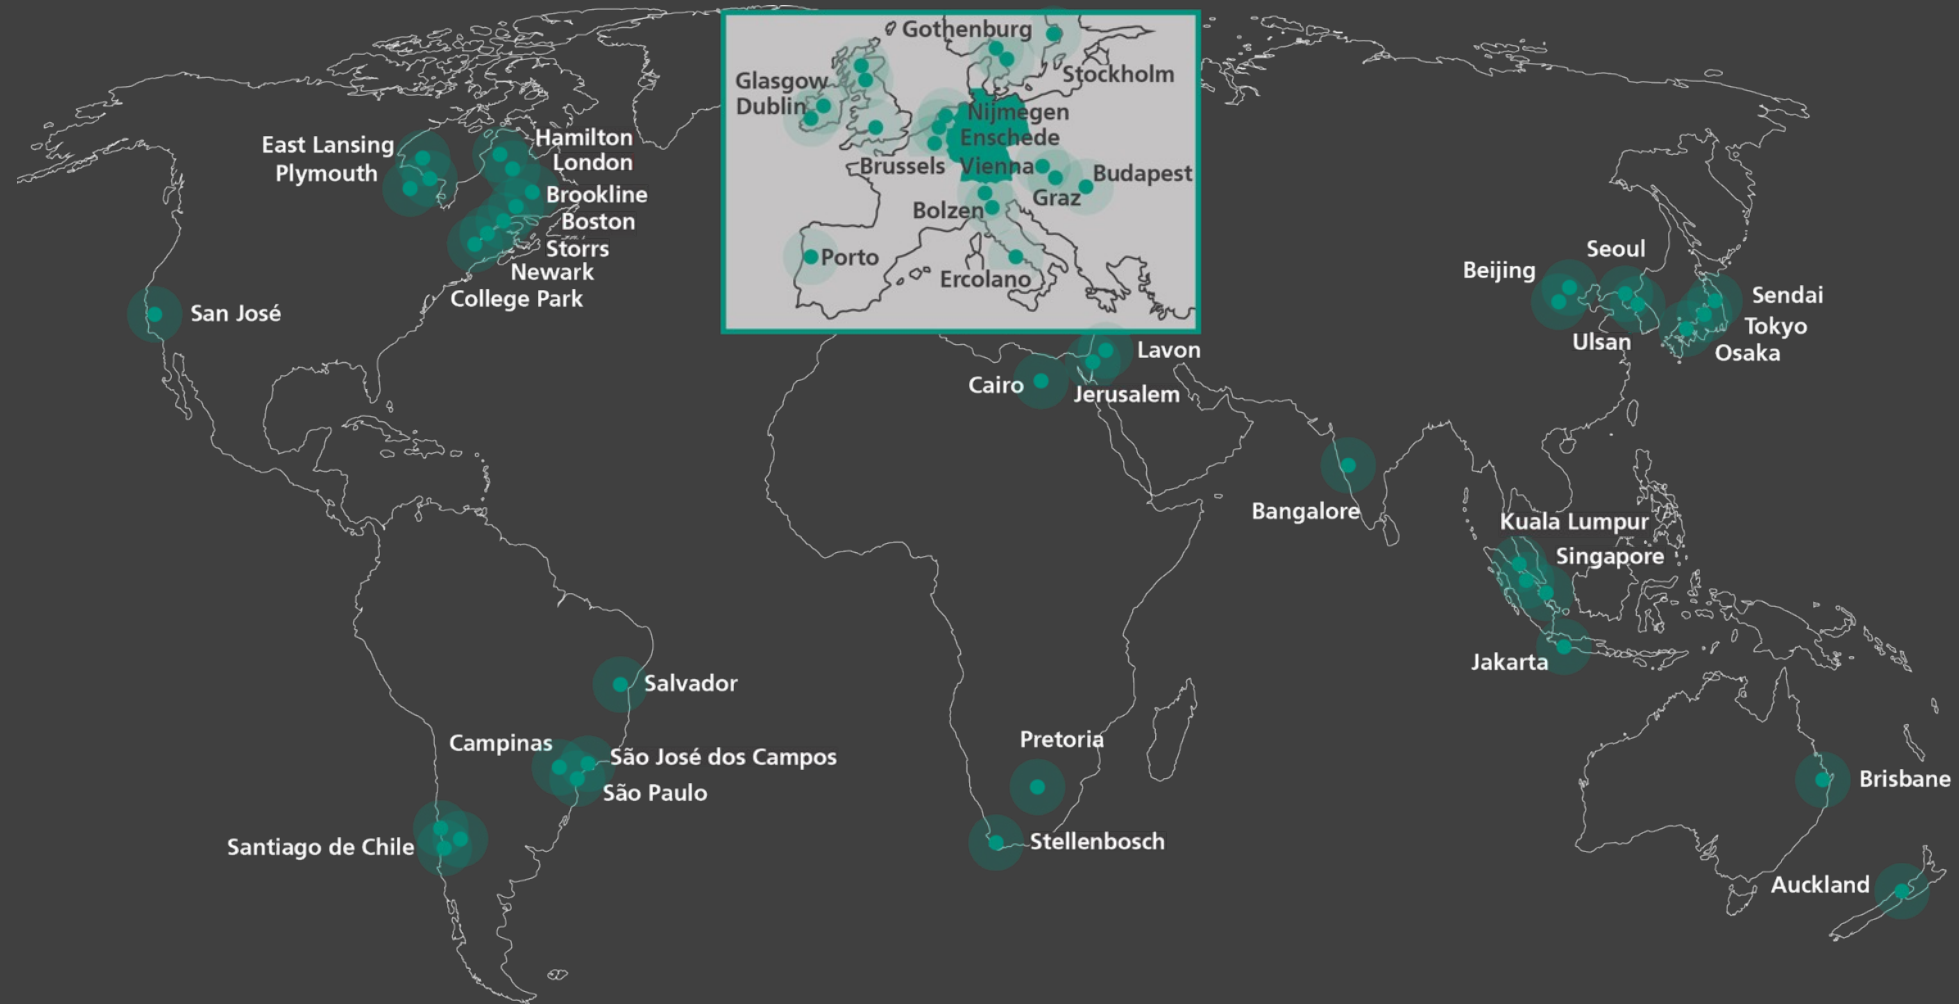 Gothenburg
Stockholm
Glasgow
Dublin
Nijmegen
Enschede
Brussels
Vienna
Budapest
Graz
Bolzen
Porto
Ercolano
East Lansing
Plymouth
Hamilton
London
Brookline
Boston
Storrs
Newark
College Park
San José
Seoul
Beijing
Sendai
Tokyo
Ulsan
Osaka
Lavon
Cairo
Jerusalem
Bangalore
Kuala Lumpur
Singapore
Jakarta
Salvador
Campinas
São José dos Campos
São Paulo
Santiago de Chile
Pretoria
Stellenbosch
Brisbane
Auckland